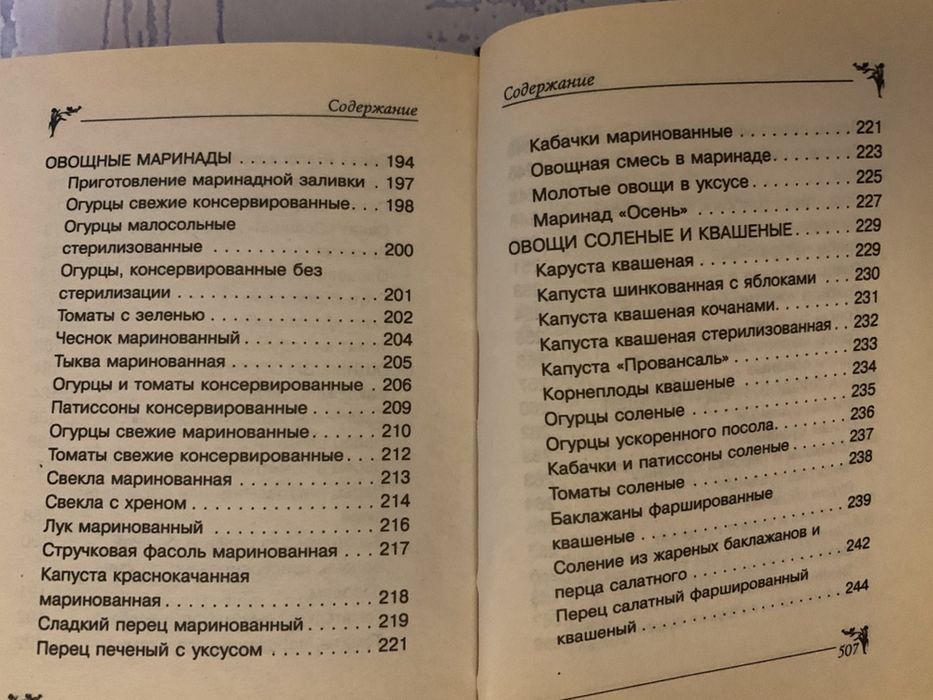 Содержание
ОВОЩНЫЕ МАРИНАДЫ . . . . . . . . . . . . . 194
Приготовление маринадной заливки . 197
Огурцы свежие консервированные. . . 198
Огурцы малосольные
стерилизованные . . . . . . . . . . . . . 200
Огурцы, консервированные без
стерилизации . . . . . . . . . . . . . . . 201
Томаты с зеленью . . . . . . . . . . . . . 202
Чеснок маринованный . . . . . . . . . . 204
Тыква маринованная . . . . . . . . . . . 205
Огурцы и томаты консервированные . 206
Патиссоны консервированные . . . . . . 209
Огурцы свежие маринованные. . . . . . 210
Томаты свежие консервированные. . . 212
Свекла маринованная . . . . . . . . . . . 213
Свекла с хреном . . . . . . . . . . . . . . 214
Лук маринованный . . . . . . . . . . . . . 216
Стручковая фасоль маринованная . . . 217
Капуста краснокачанная
маринованная. . . . . . . . . . . . . . . . 218
Сладкий перец маринованный . . . . . . 219
Перец печеный с уксусом . . . . . . . . 221
Содержание
Кабачки маринованные . . . . . . . . . . 221
Овощная смесь в маринаде. . . . . . . . 223
Молотые овощи в уксусе . . . . . . . . . 225
Маринад «Осень» . . . . . . . . . . . . . 227
ОВОЩИ СОЛЕНЫЕ И КВАШЕНЫЕ . . . . . . 229
Каруста квашеная . . . . . . . . . . . . . 229
Капуста шинкованная с яблоками . . . 230
Капуста квашеная кочанами. . . . . . . 231
Капуста квашеная стерилизованная . . 232
Капуста «Провансаль» . . . . . . . . . . 233
Корнеплоды квашеные . . . . . . . . . . 234
Огурцы соленые . . . . . . . . . . . . . . 235
Огурцы ускоренного посола. . . . . . . 236
Кабачки и патиссоны соленые . . . . . 237
Томаты соленые . . . . . . . . . . . . . . 238
Баклажаны фаршированные
квашеные . . . . . . . . . . . . . . . . . 239
Соление из жареных баклажанов и
перца салатного . . . . . . . . . . . . . 242
Перец салатный фаршированный
квашеный . . . . . . . . . . . . . . . . . 244
507